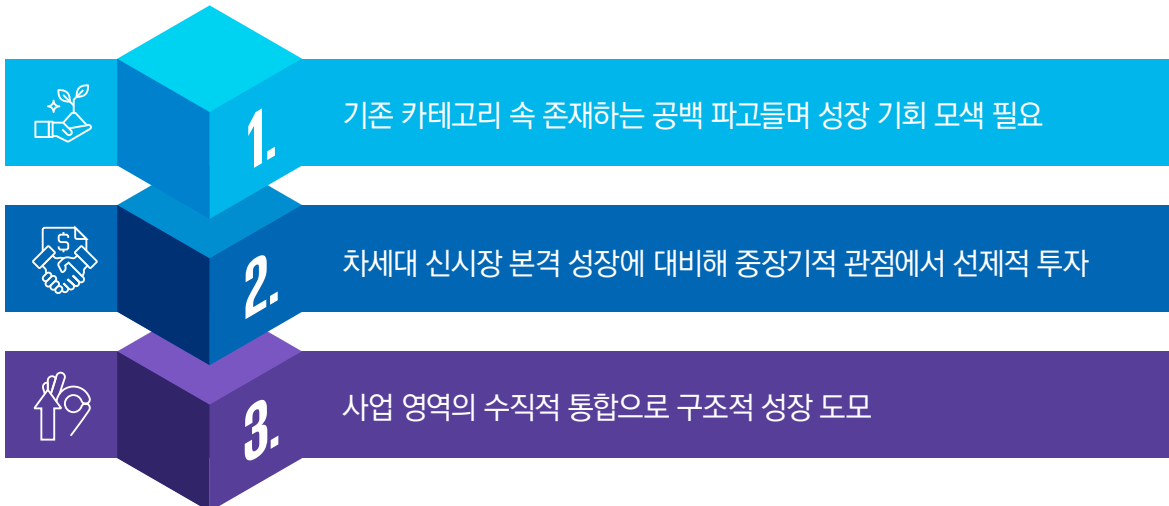 1.
기존 카테고리 속 존재하는 공백 파고들며 성장 기회 모색 필요
$
2.
차세대 신시장 본격 성장에 대비해 중장기적 관점에서 선제적 투자
3.
사업 영역의 수직적 통합으로 구조적 성장 도모